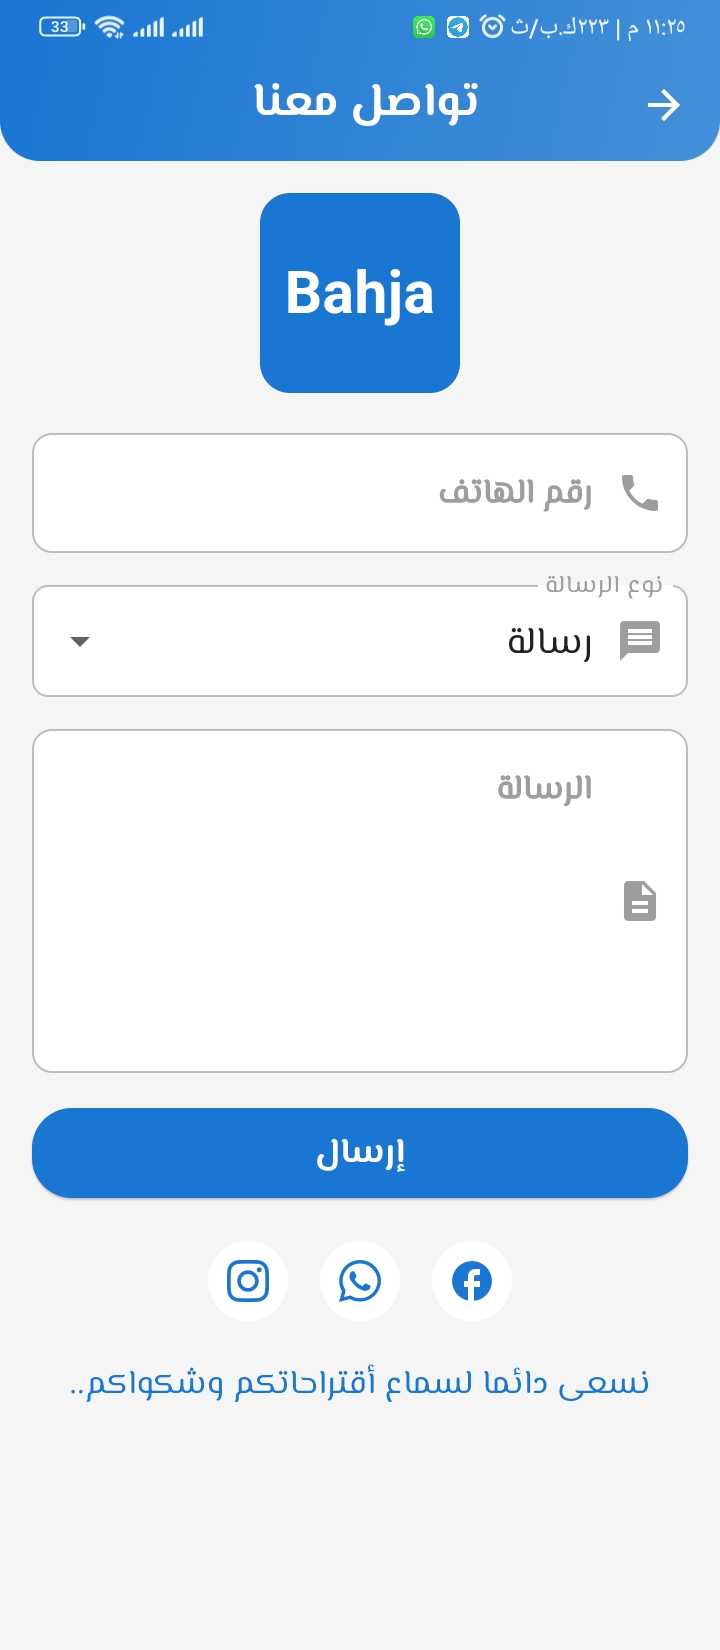 ١١:٢٥ م | ٢٢٣ك.ب/ث
33
تواصل معنا
Bahja
رقم الهاتف
نوع الرسالة
رسالة
الرسالة
إرسال
نسعى دائما لسماع أقتراحاتكم وشكواكم..